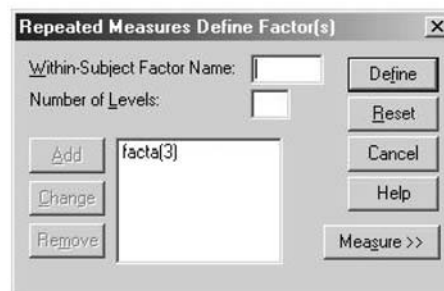 Repeated Measures Define Factor(s)
Within-Subject Factor Name:
Define
Number of Levels:
Reset
Add
facta(3)
Cancel
Change
Help
Remove
Measure >>